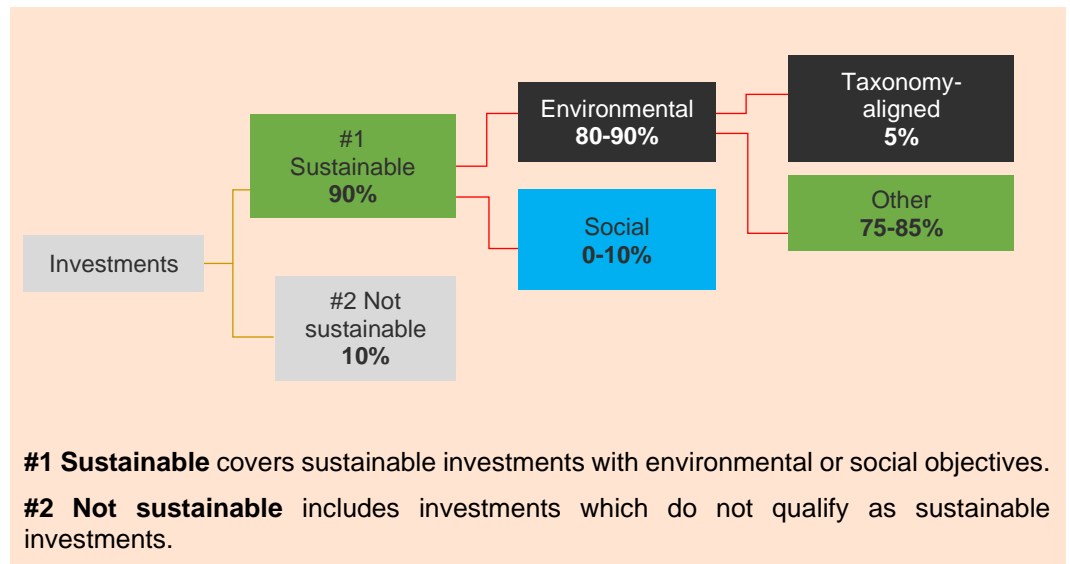 Investments
#1
Sustainable
90%
#2 Not
sustainable
10%
Environmental
80-90%
Social
0-10%
Taxonomy-
aligned
5%
Other
75-85%
#1 Sustainable covers sustainable investments with environmental or social objectives.
#2 Not sustainable includes investments which do not qualify as sustainable
investments.